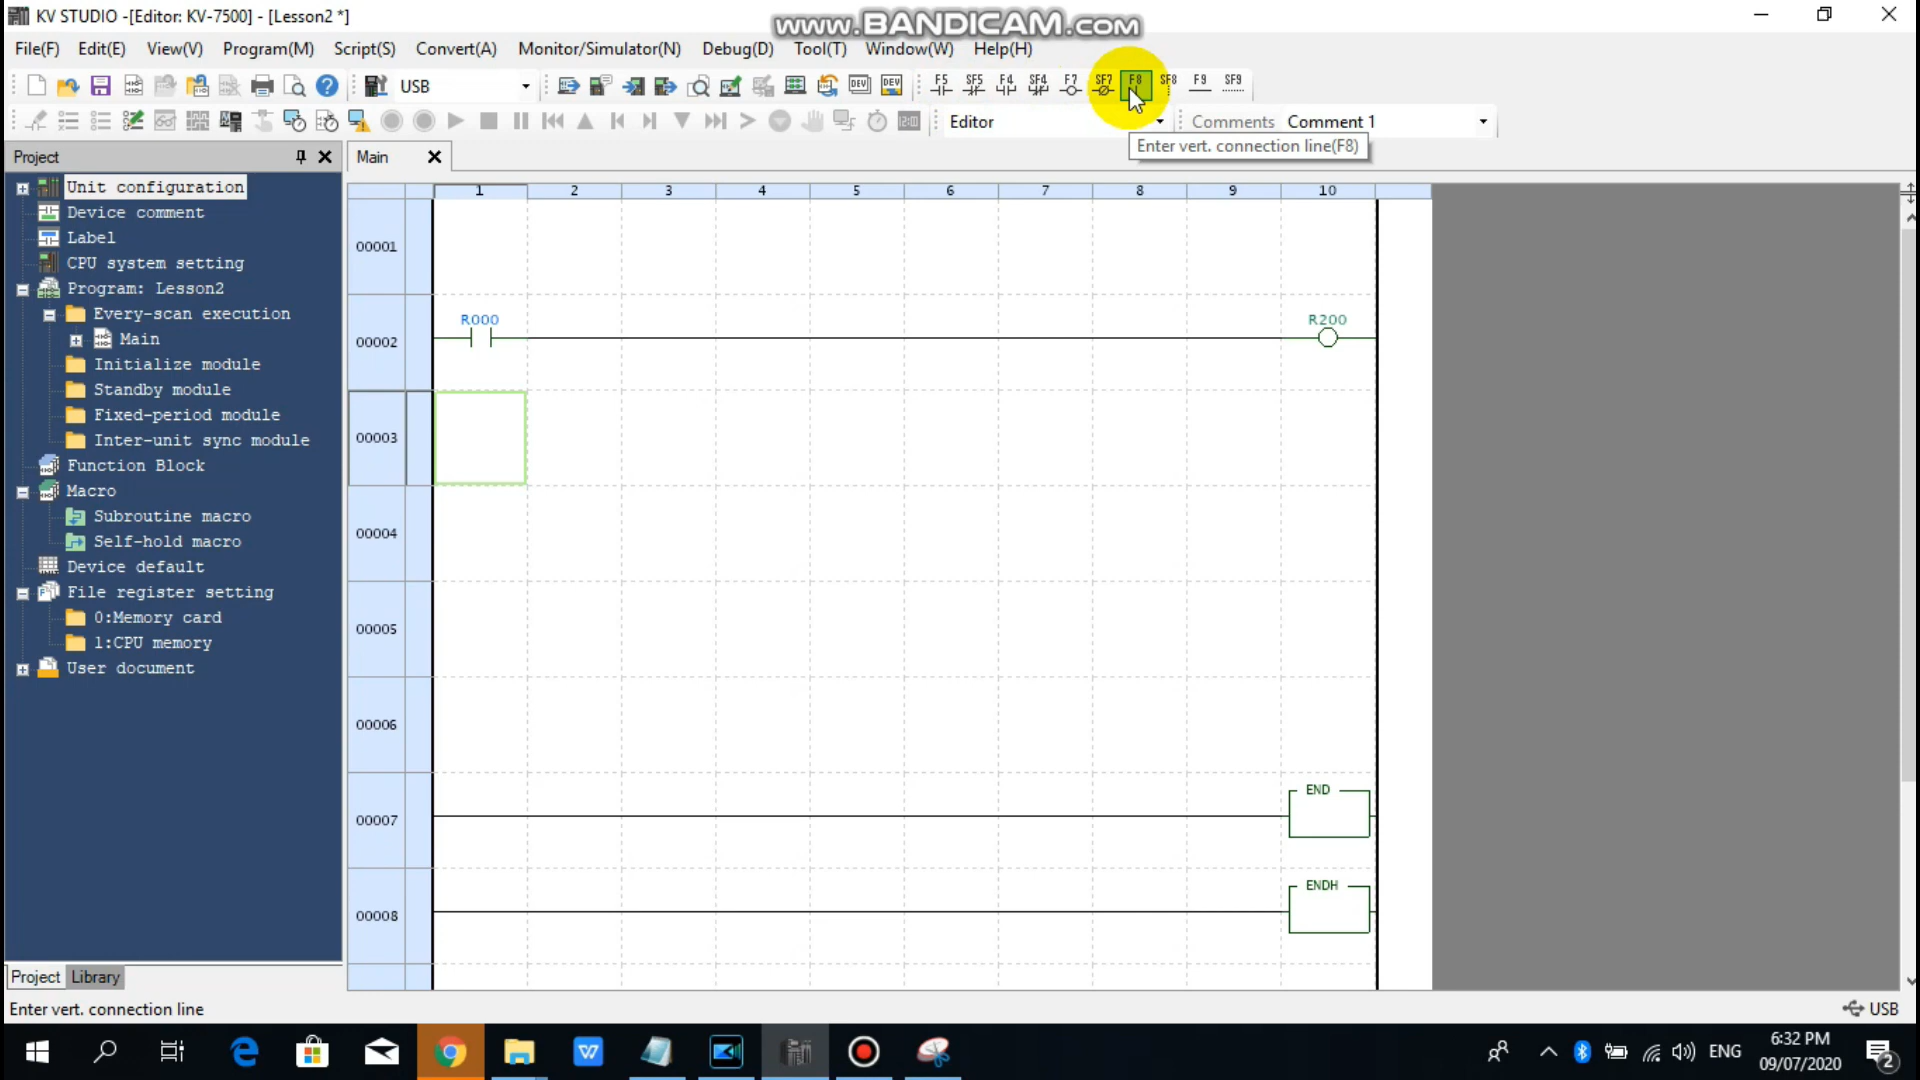 KV STUDIO -[Editor: KV-7500] - [Lesson2 *]
www.BANDICAM.com
File(F) Edit(E) View(V) Program(M) Script(S) Convert(A) Monitor/Simulator(N) Debug(D) Tool(T) Window(W) Help(H)
USB
DEV DEV
F5 SF5 F4 SF4 F7 SF7 F8 SF8 F9 SF9
Editor
Comments Comment 1
Enter vert. connection line(F8)
Project
Main
Unit configuration
Device comment
Label
CPU system setting
Program: Lesson2
Every-scan execution
Main
Initialize module
Standby module
Fixed-period module
Inter-unit sync module
Function Block
Macro
Subroutine macro
Self-hold macro
Device default
File register setting
0:Memory card
1:CPU memory
User document
Project Library
1 2 3 4 5 6 7 8 9 10
00001
R000 R200
00002
00003
00004
00005
00006
END
00007
ENDH
00008
Enter vert. connection line
USB
ENG
6:32 PM
09/07/2020
2